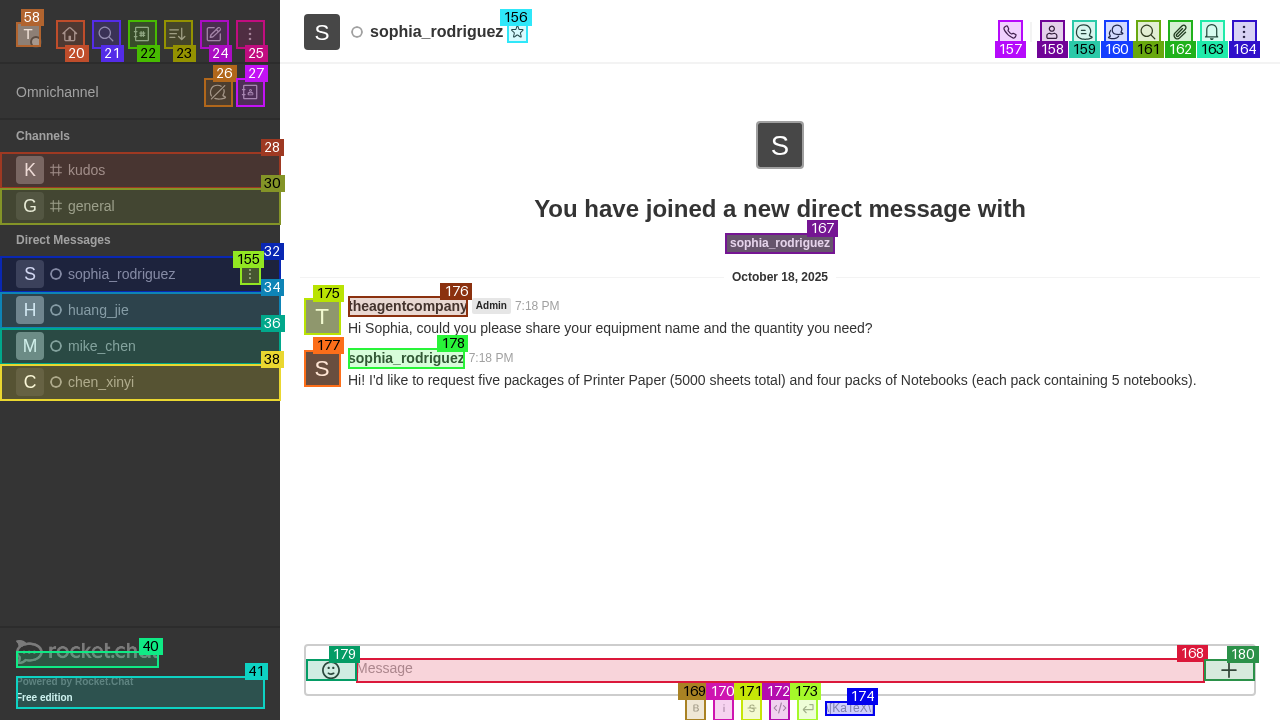 58
T
20
21
22
23
24
25
Omnichannel
26
27
Channels
28
K kudos
30
G general
Direct Messages
32
155
S sophia_rodriguez
34
H huang_jie
36
M mike_chen
38
C chen_xinyi
40
rocket.chat
41
Powered by Rocket.Chat
Free edition
S sophia_rodriguez
156
157
158
159
160
161
162
163
164
S
You have joined a new direct message with
167
sophia_rodriguez
October 18, 2025
175
176
T
theagentcompany Admin 7:18 PM
Hi Sophia, could you please share your equipment name and the quantity you need?
177
178
S
sophia_rodriguez 7:18 PM
Hi! I'd like to request five packages of Printer Paper (5000 sheets total) and four packs of Notebooks (each pack containing 5 notebooks).
179
168
180
Message
169
170
171
172
173
174
B
i
S
</>
\[KaTeX\]